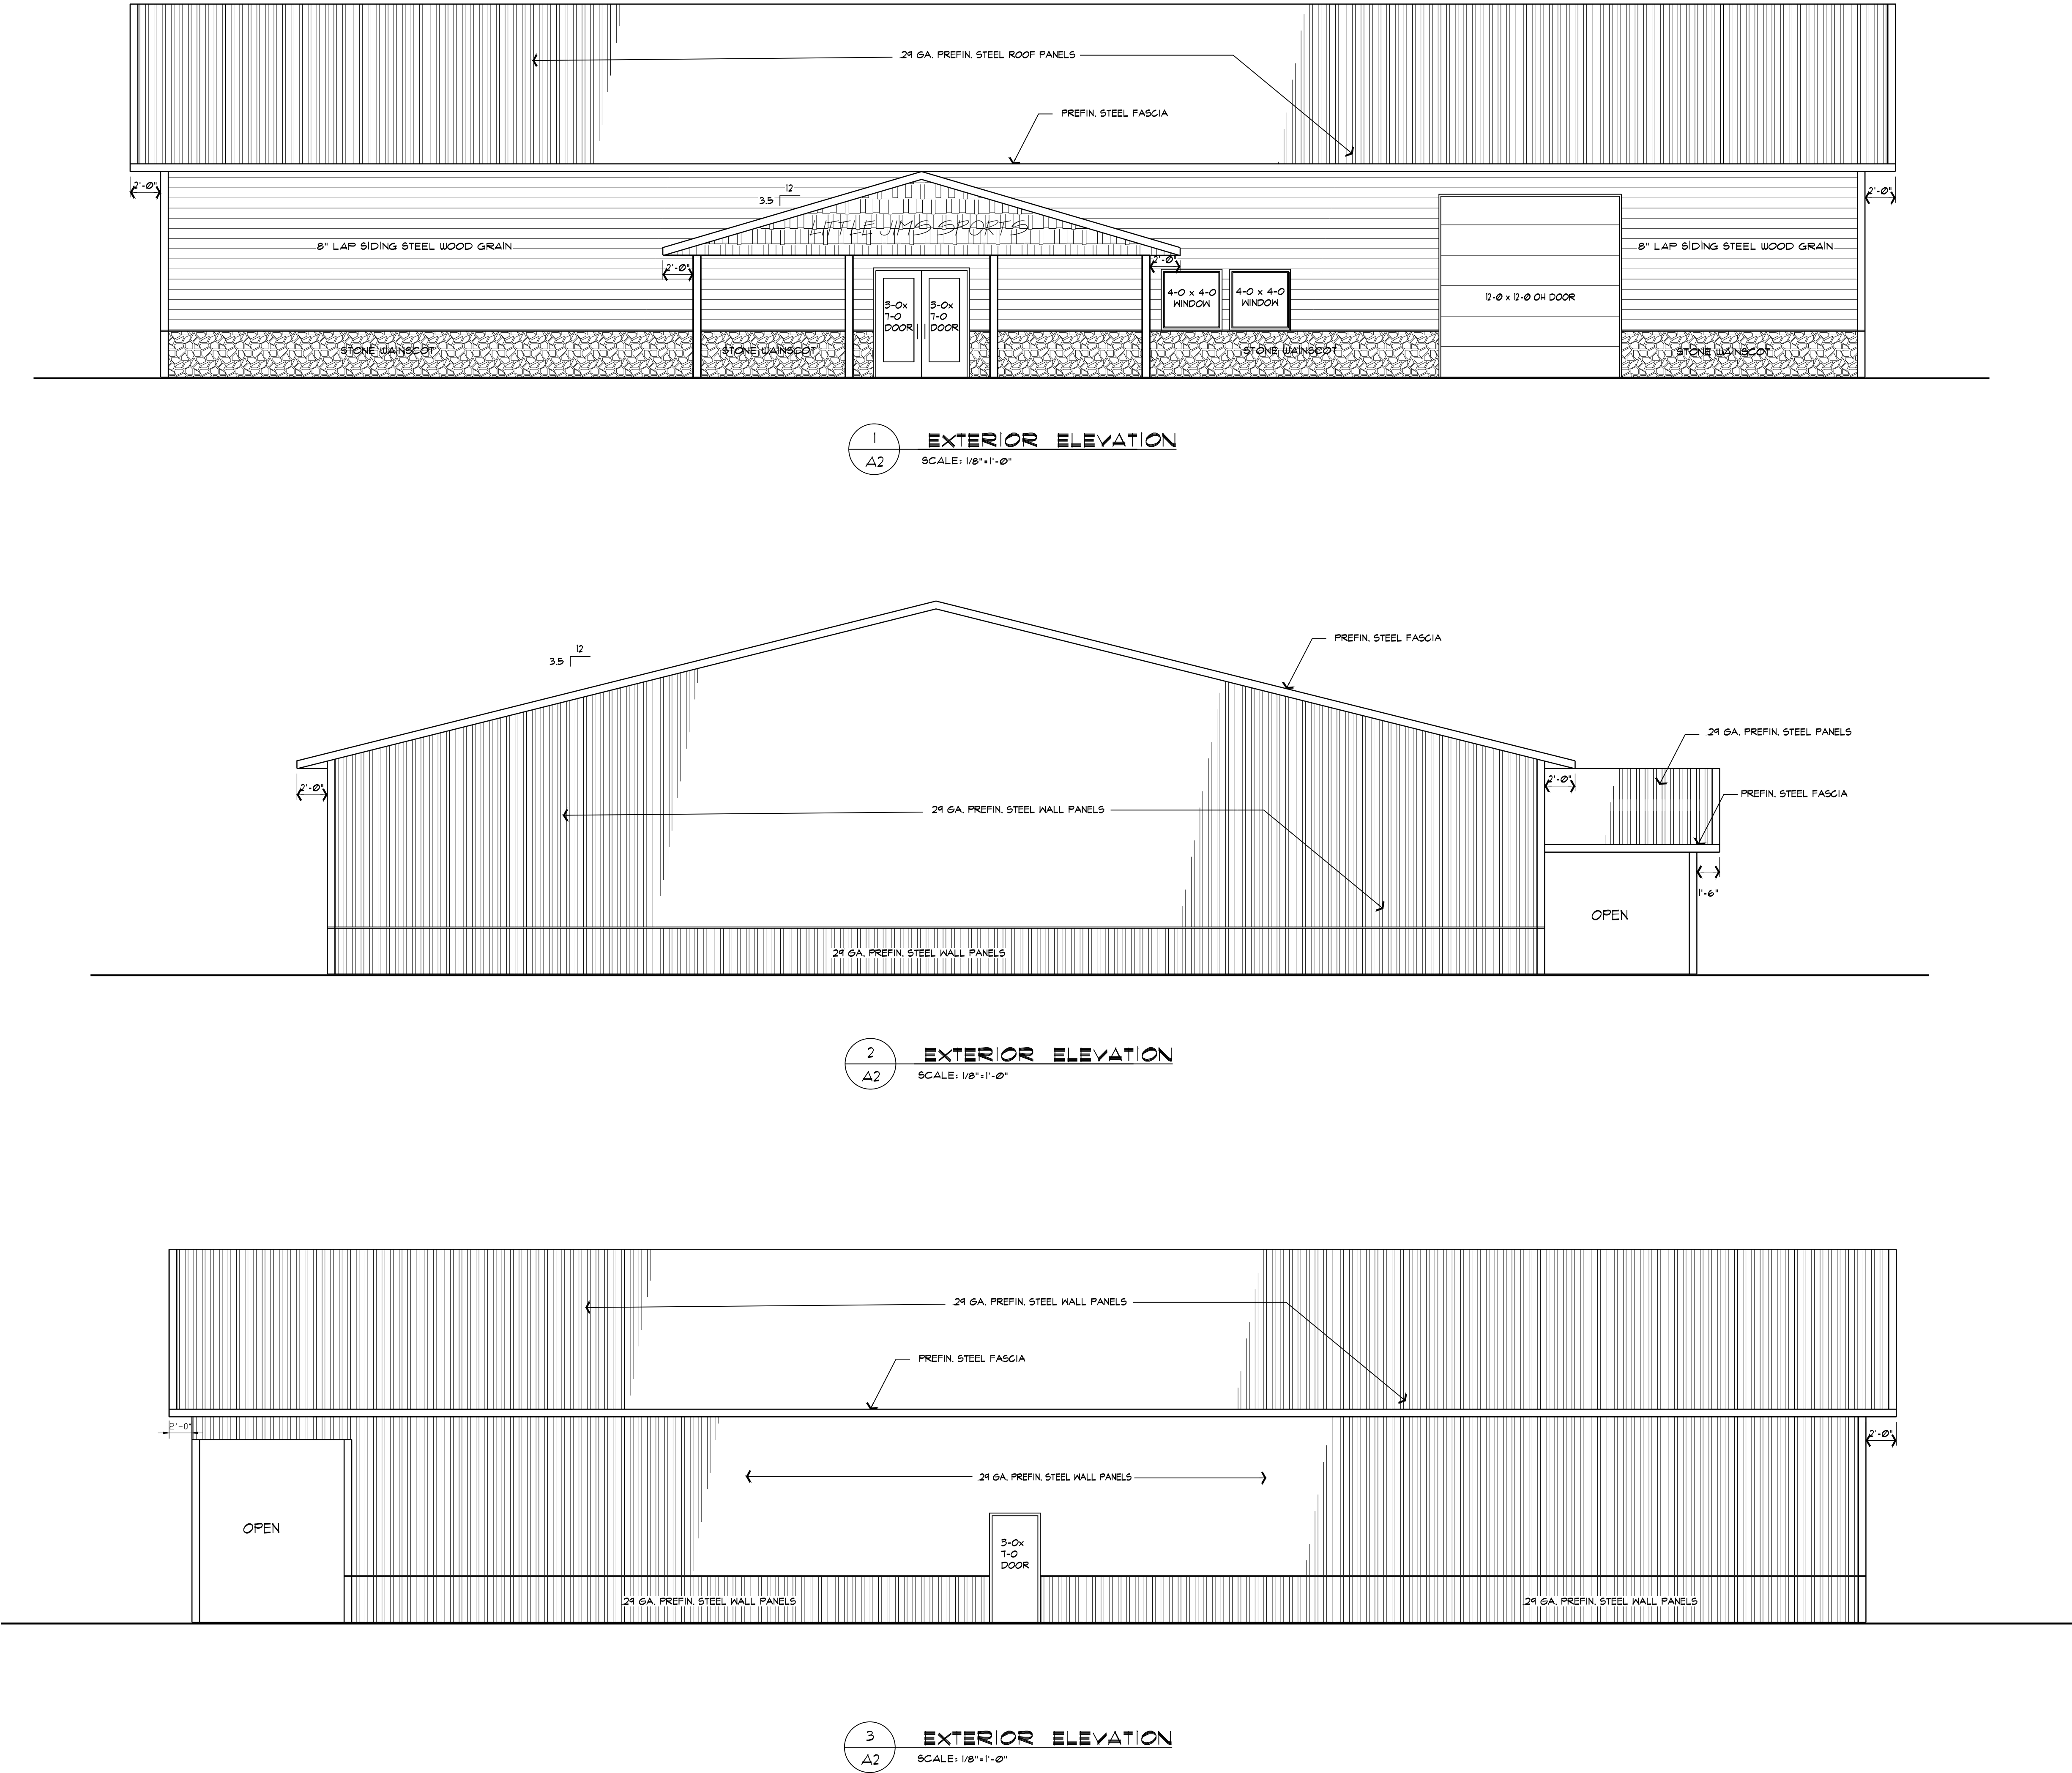 29 GA. PREFIN. STEEL ROOF PANELS
PREFIN. STEEL FASCIA
2'-0"
12
3.5
2'-0"
LITTLE JIMS SPORTS
8" LAP SIDING STEEL WOOD GRAIN
8" LAP SIDING STEEL WOOD GRAIN
2'-0"
2'-0"
4-0 x 4-0
WINDOW
4-0 x 4-0
WINDOW
12-0 x 12-0 OH DOOR
3-0x
7-0
DOOR
3-0x
7-0
DOOR
STONE WAINSCOT
STONE WAINSCOT
STONE WAINSCOT
STONE WAINSCOT
1
A2
EXTERIOR ELEVATION
SCALE: 1/8"=1'-0"
PREFIN. STEEL FASCIA
12
3.5
29 GA. PREFIN. STEEL PANELS
2'-0"
2'-0"
PREFIN. STEEL FASCIA
29 GA. PREFIN. STEEL WALL PANELS
1'-6"
OPEN
29 GA. PREFIN. STEEL WALL PANELS
2
A2
EXTERIOR ELEVATION
SCALE: 1/8"=1'-0"
29 GA. PREFIN. STEEL WALL PANELS
PREFIN. STEEL FASCIA
2'-0"
2'-0"
29 GA. PREFIN. STEEL WALL PANELS
OPEN
3-0x
7-0
DOOR
29 GA. PREFIN. STEEL WALL PANELS
29 GA. PREFIN. STEEL WALL PANELS
3
A2
EXTERIOR ELEVATION
SCALE: 1/8"=1'-0"